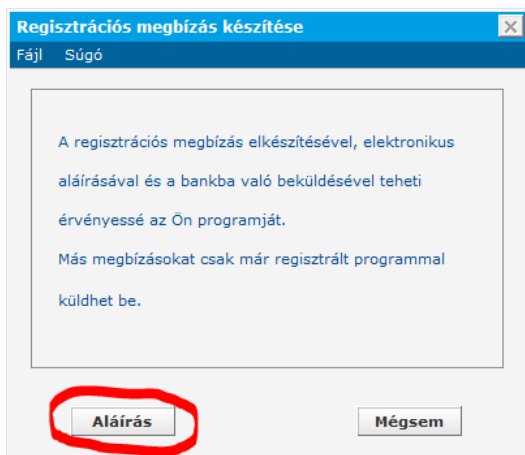 Regisztrációs megbízás készítése
Fájl Súgó
A regisztrációs megbízás elkészítésével, elektronikus
aláírásával és a bankba való beküldésével teheti
érvényessé az Ön programját.
Más megbízásokat csak már regisztrált programmal
küldhet be.
Aláírás Mégsem